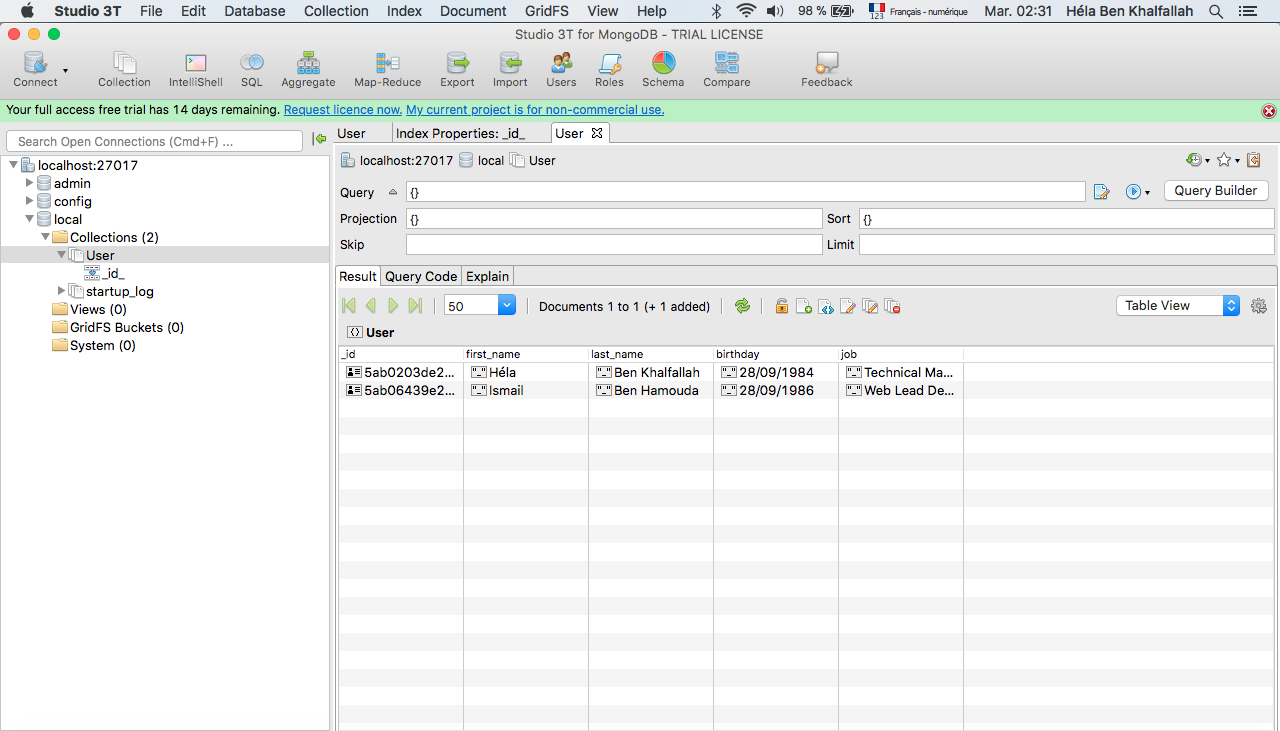 Studio 3T File Edit Database Collection Index Document GridFS View Help 98 % 123 Français - numérique Mar. 02:31 Héla Ben Khalfallah
Studio 3T for MongoDB - TRIAL LICENSE
Connect Collection IntelliShell SQL Aggregate Map-Reduce Export Import Users Roles Schema Compare Feedback
Your full access free trial has 14 days remaining. Request licence now. My current project is for non-commercial use.
Search Open Connections (Cmd+F) ...
localhost:27017
admin
config
local
Collections (2)
User
_id_
startup_log
Views (0)
GridFS Buckets (0)
System (0)
User Index Properties: _id_ User
localhost:27017 local User
Query {} Query Builder
Projection {} Sort {}
Skip Limit
Result Query Code Explain
50 Documents 1 to 1 (+ 1 added) Table View
User
_id first_name last_name birthday job
5ab0203de2... Héla Ben Khalfallah 28/09/1984 Technical Ma...
5ab06439e2... Ismail Ben Hamouda 28/09/1986 Web Lead De...